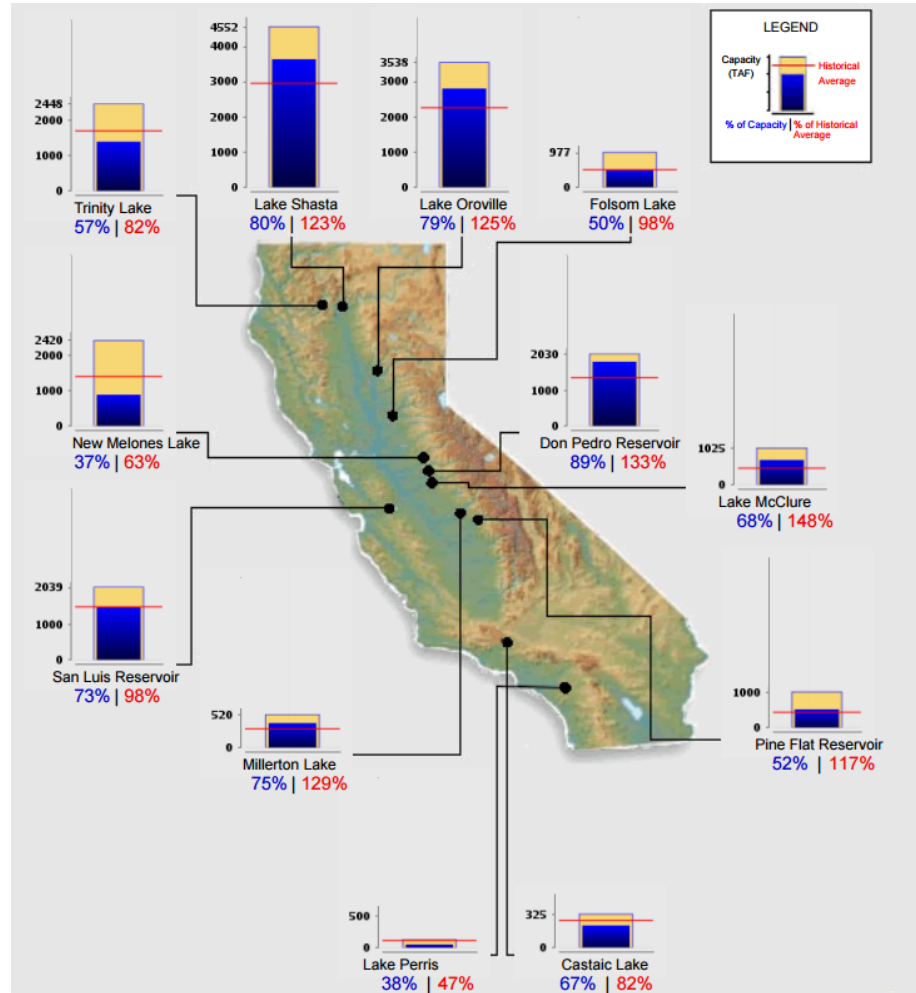 LEGEND
Capacity
(TAF)
Historical
Average
% of Capacity | % of Historical
Average
4552
4000
3000
2000
1000
0
Lake Shasta
80% | 123%
3538
3000
2000
1000
0
Lake Oroville
79% | 125%
2448
2000
1000
0
Trinity Lake
57% | 82%
977
0
Folsom Lake
50% | 98%
2420
2000
1000
0
New Melones Lake
37% | 63%
2030
1000
0
Don Pedro Reservoir
89% | 133%
1025
0
Lake McClure
68% | 148%
2039
1000
0
San Luis Reservoir
73% | 98%
520
0
Millerton Lake
75% | 129%
1000
0
Pine Flat Reservoir
52% | 117%
500
0
Lake Perris
38% | 47%
325
0
Castaic Lake
67% | 82%